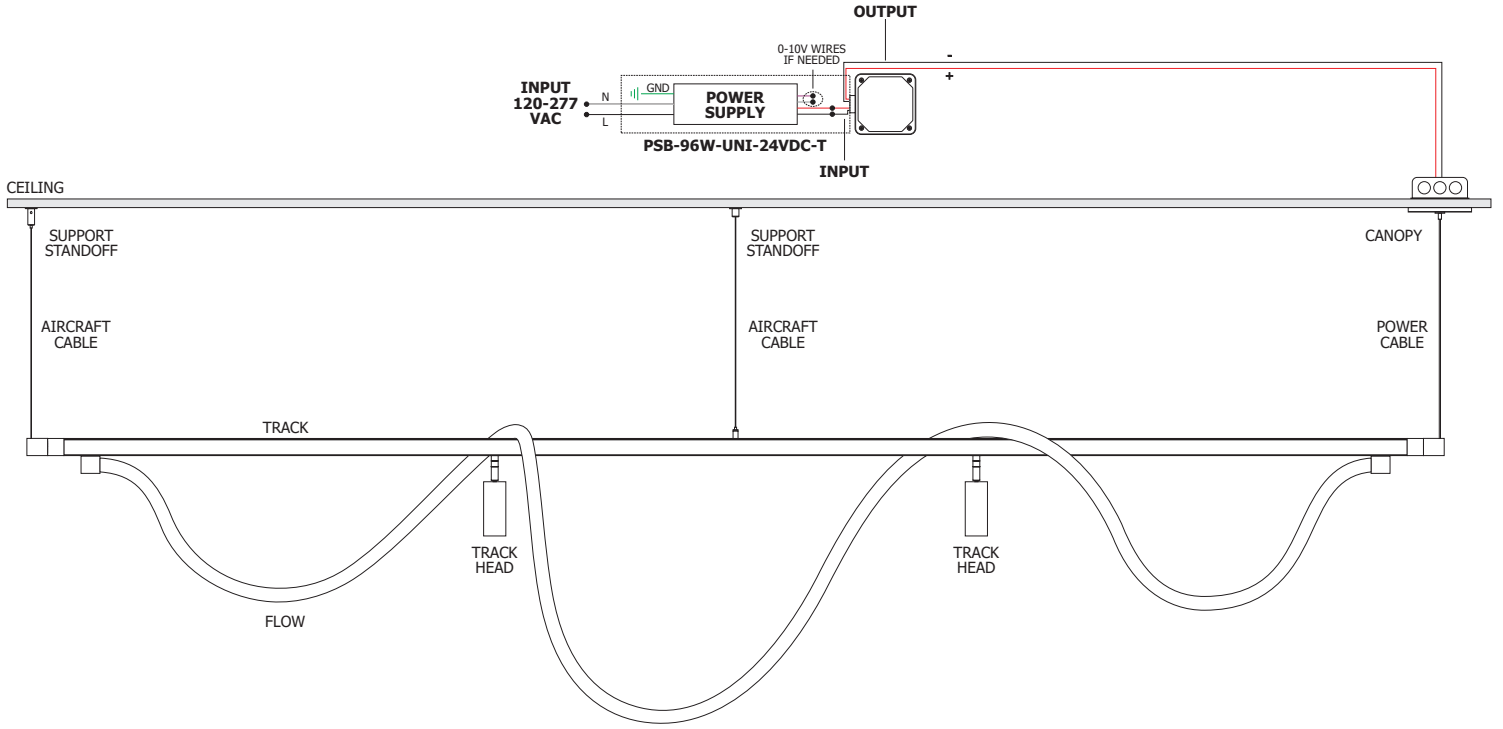 OUTPUT
0-10V WIRES
IF NEEDED
-
+
INPUT
120-277
VAC
N
L
GND
POWER
SUPPLY
PSB-96W-UNI-24VDC-T
INPUT
CEILING
SUPPORT
STANDOFF
SUPPORT
STANDOFF
CANOPY
AIRCRAFT
CABLE
AIRCRAFT
CABLE
POWER
CABLE
TRACK
TRACK
HEAD
TRACK
HEAD
FLOW